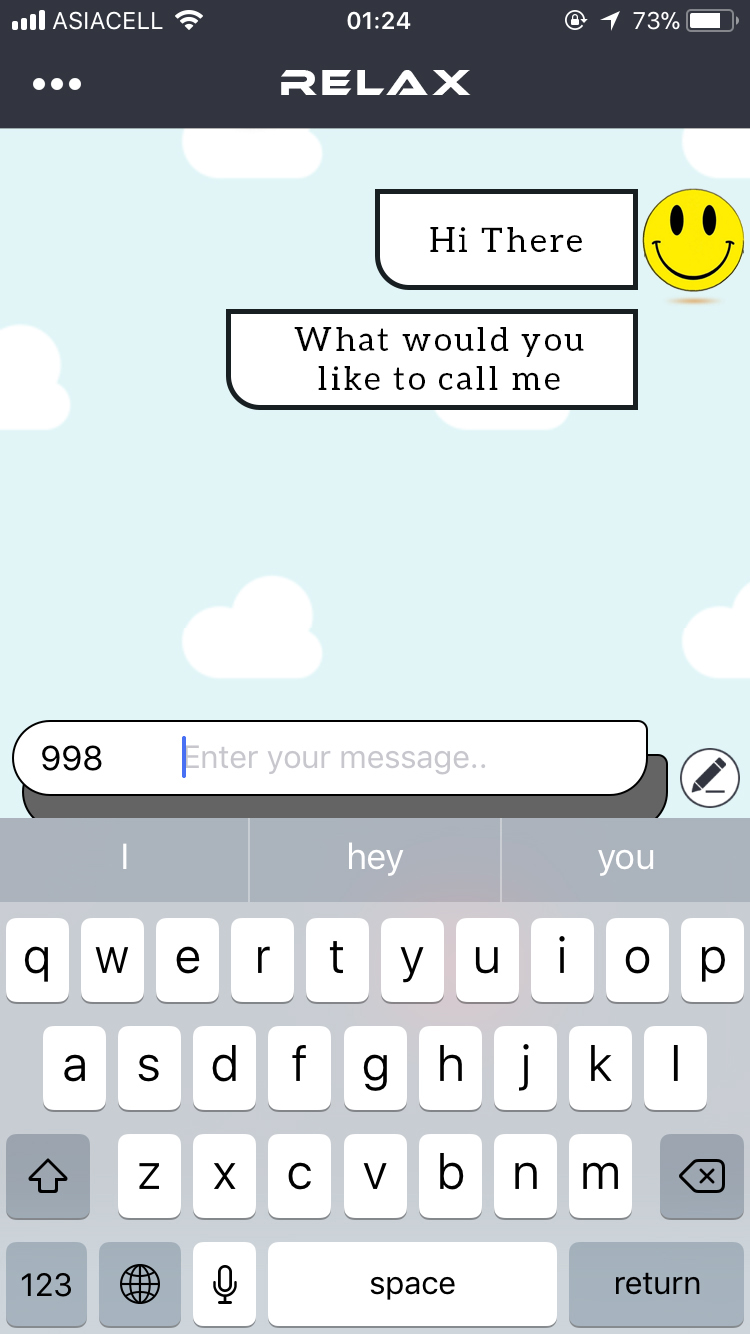 ASIACELL 01:24 73%
RELAX
Hi There
What would you
like to call me
998 Enter your message..
I hey you
q w e r t y u i o p
a s d f g h j k l
z x c v b n m
123 space return